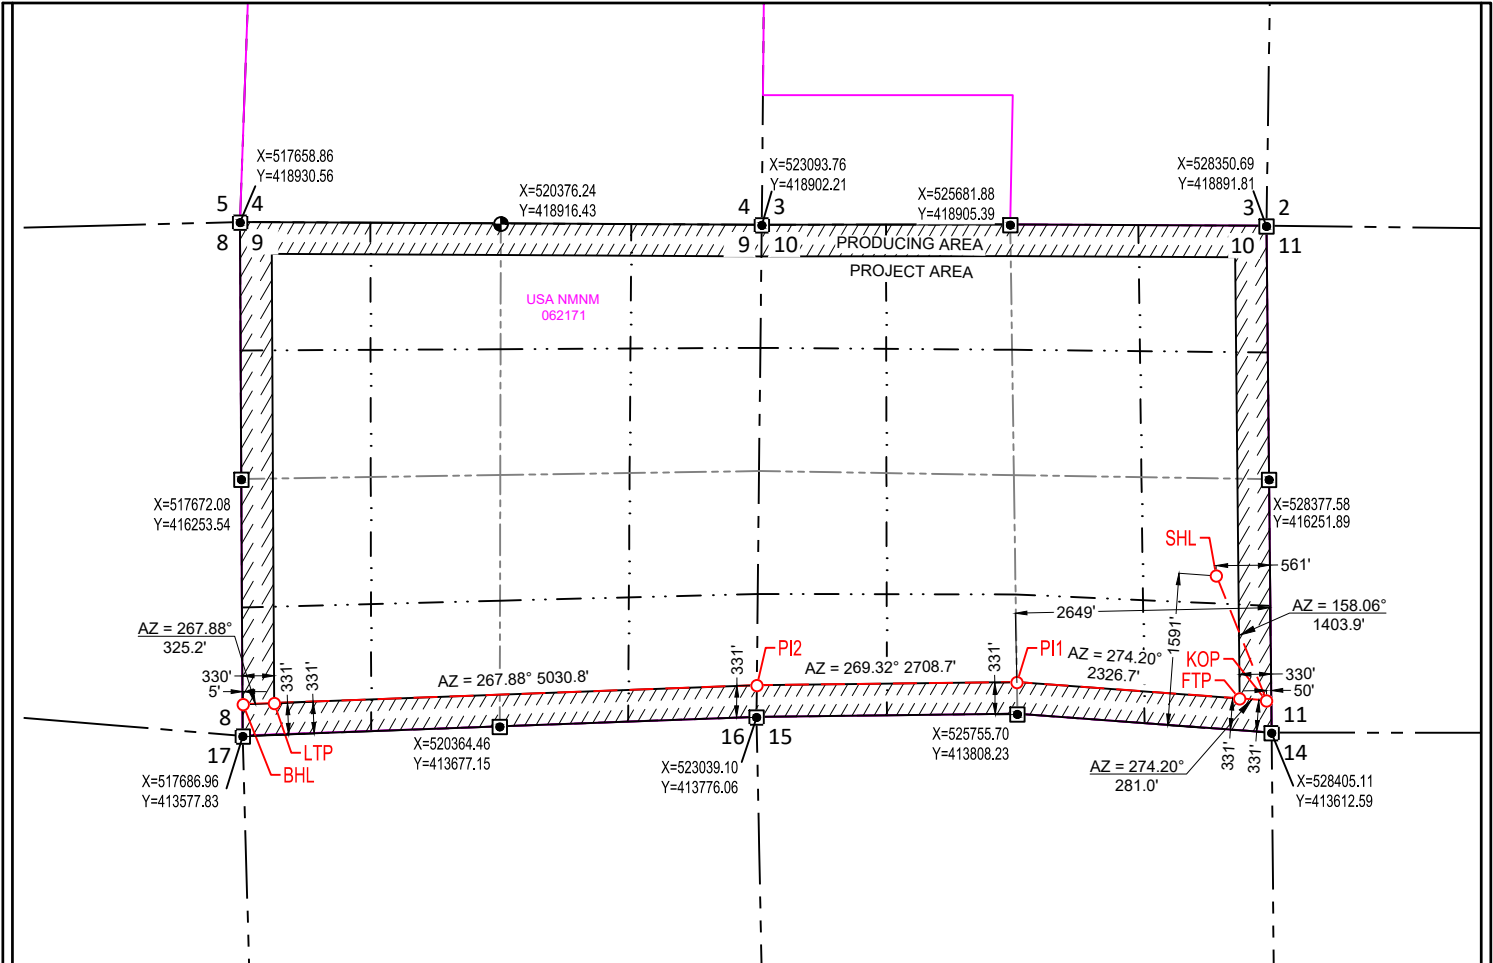 X=517658.86
Y=418930.56
X=520376.24
Y=418916.43
X=523093.76
Y=418902.21
X=525681.88
Y=418905.39
X=528350.69
Y=418891.81
5 4
8 9
4 3
9 10
3 2
10 11
PRODUCING AREA
PROJECT AREA
USA NMNM
062171
X=517672.08
Y=416253.54
X=528377.58
Y=416251.89
SHL
561'
2649'
1591'
AZ = 158.06°
1403.9'
AZ = 267.88°
325.2'
330'
5'
331'
331'
AZ = 267.88° 5030.8'
331'
PI2
AZ = 269.32° 2708.7'
331'
PI1
AZ = 274.20°
2326.7'
KOP
FTP
330'
50'
8
17
LTP
BHL
16 15
11
14
331'
331'
AZ = 274.20°
281.0'
X=517686.96
Y=413577.83
X=520364.46
Y=413677.15
X=523039.10
Y=413776.06
X=525755.70
Y=413808.23
X=528405.11
Y=413612.59